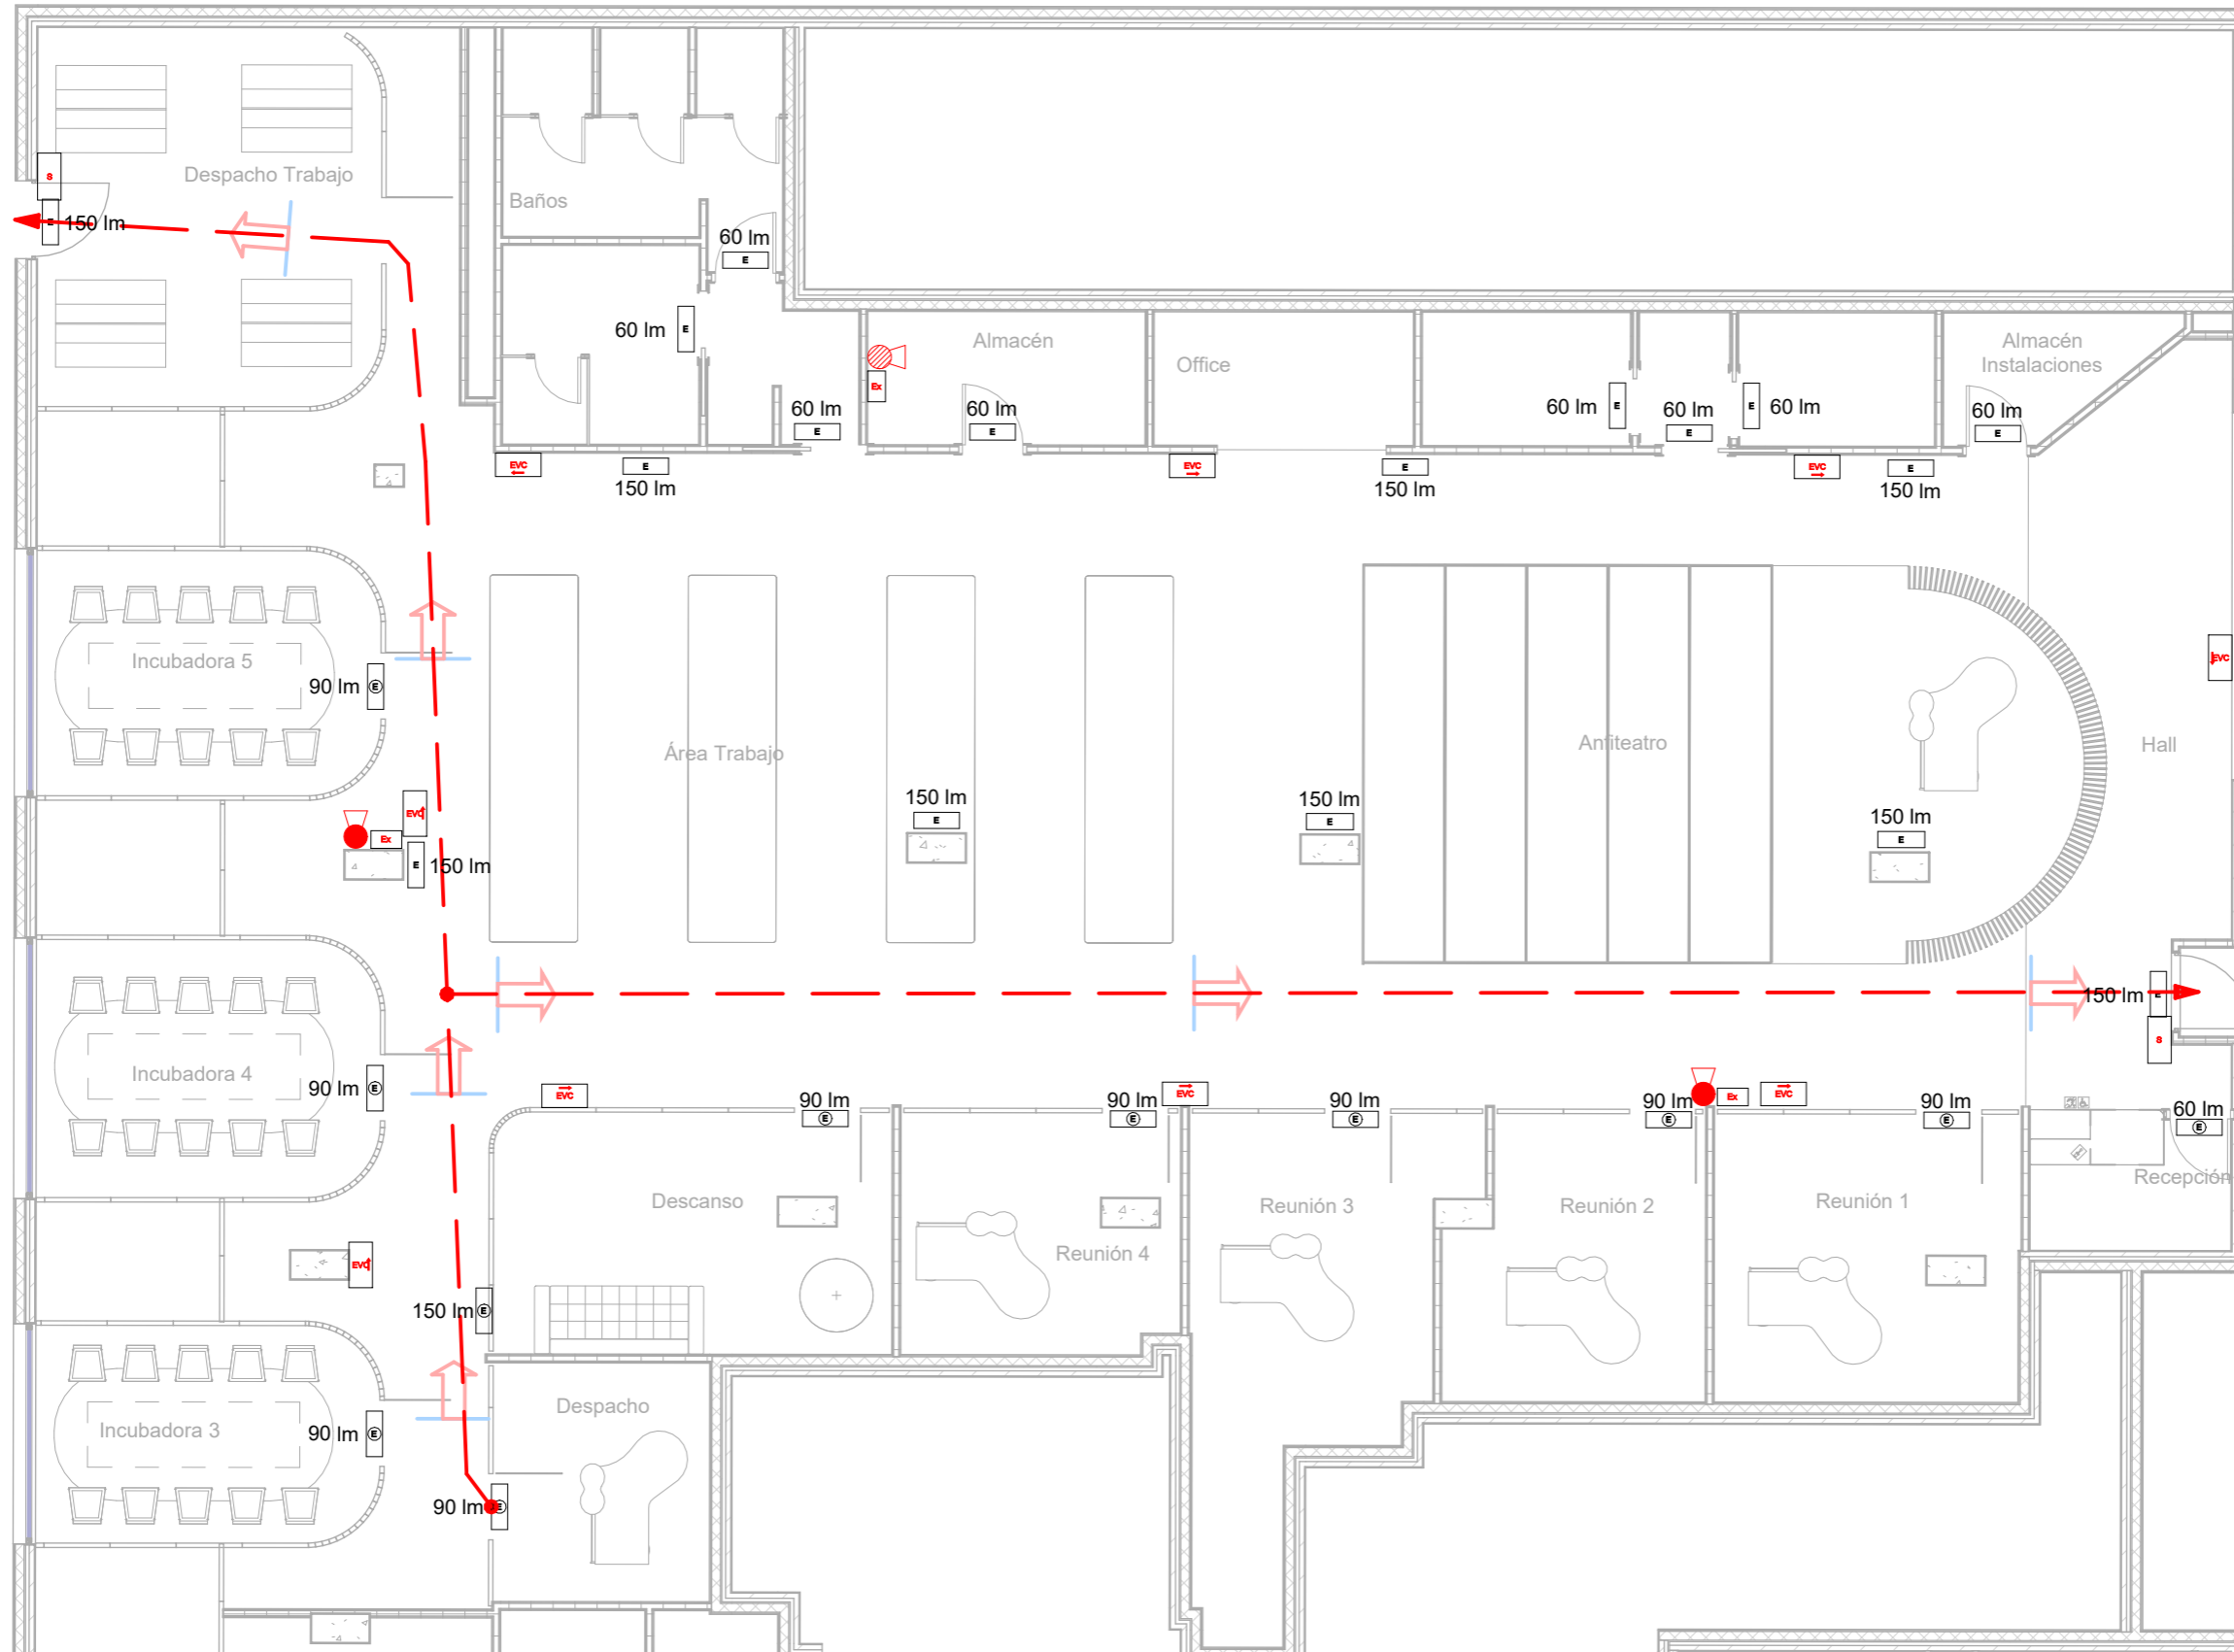 S
Despacho Trabajo
E
150 lm
Baños
60 lm
E
60 lm
E
Almacén
Ex
Office
Almacén
Instalaciones
60 lm
E
60 lm
E
60 lm
E
60 lm
E
E
60 lm
60 lm
E
EVC
E
150 lm
EVC
E
150 lm
EVC
E
150 lm
EVC
Incubadora 5
90 lm
E
Área Trabajo
Anfiteatro
Hall
EVC
Ex
E
150 lm
150 lm
E
150 lm
E
150 lm
E
150 lm
E
S
Incubadora 4
90 lm
E
EVC
90 lm
E
90 lm
E
EVC
90 lm
E
90 lm
E
Ex
EVC
90 lm
E
60 lm
E
Recepción
Descanso
Reunión 4
Reunión 3
Reunión 2
Reunión 1
EVC
150 lm
E
Incubadora 3
90 lm
E
Despacho
90 lm
E